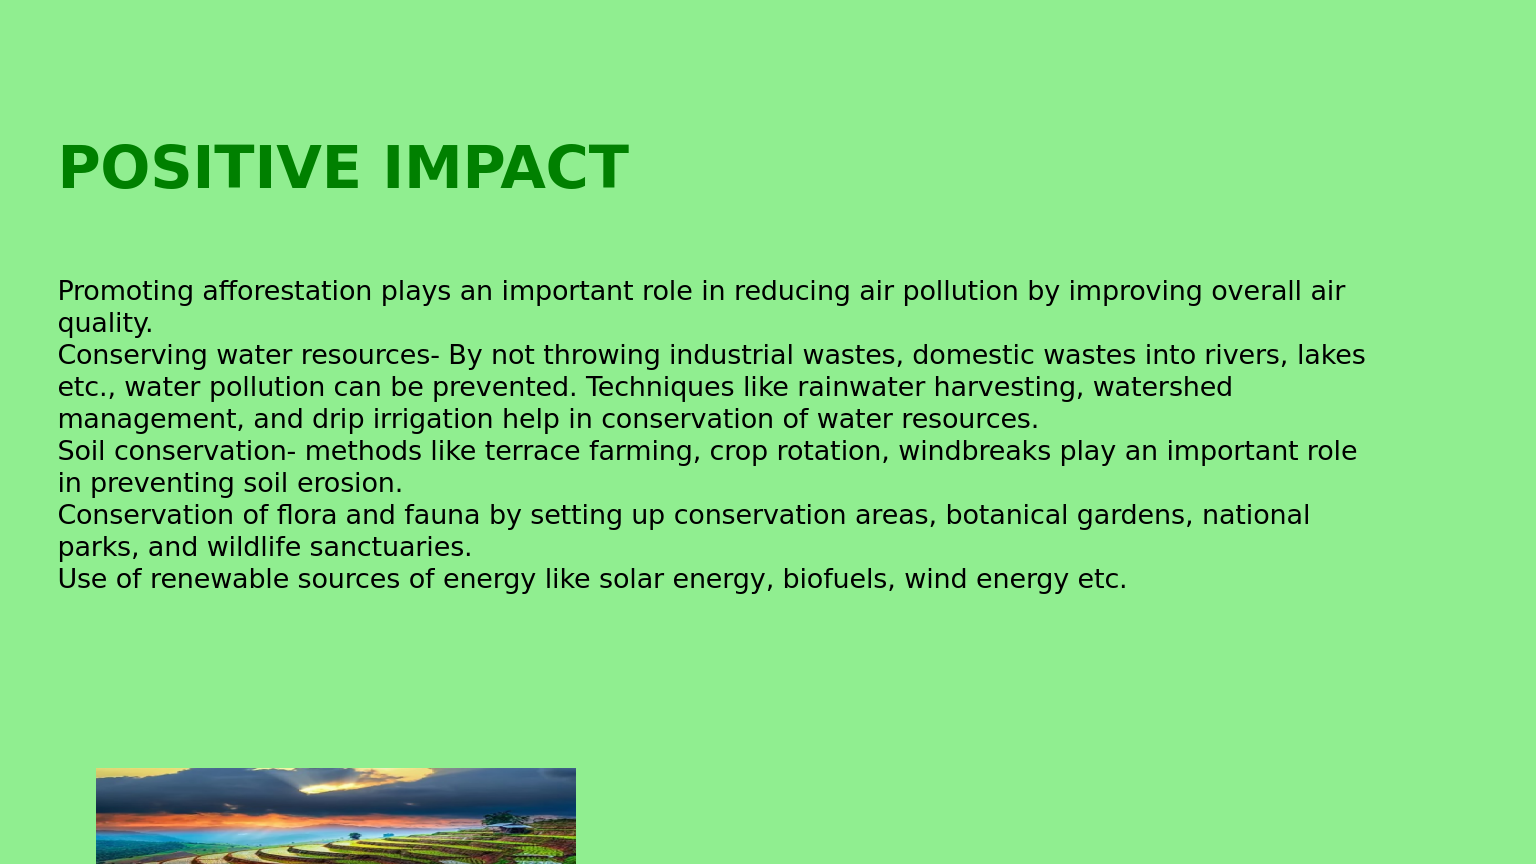 POSITIVE IMPACT
Promoting afforestation plays an important role in reducing air pollution by improving overall air
quality.
Conserving water resources- By not throwing industrial wastes, domestic wastes into rivers, lakes
etc., water pollution can be prevented. Techniques like rainwater harvesting, watershed
management, and drip irrigation help in conservation of water resources.
Soil conservation- methods like terrace farming, crop rotation, windbreaks play an important role
in preventing soil erosion.
Conservation of flora and fauna by setting up conservation areas, botanical gardens, national
parks, and wildlife sanctuaries.
Use of renewable sources of energy like solar energy, biofuels, wind energy etc.